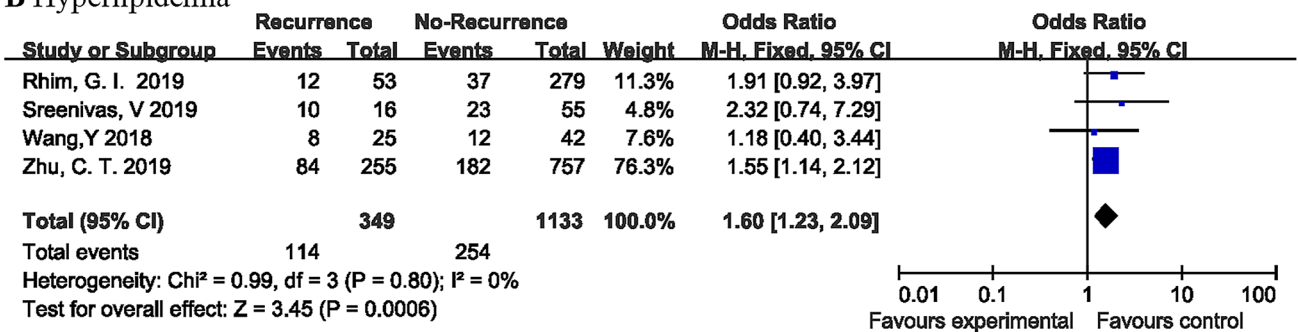 B Hyperlipidemia
Recurrence No-Recurrence Odds Ratio Odds Ratio
Study or Subgroup Events Total Events Total Weight M-H, Fixed, 95% CI M-H, Fixed, 95% CI
Rhim, G. I. 2019 12 53 37 279 11.3% 1.91 [0.92, 3.97]
Sreenivas, V 2019 10 16 23 55 4.8% 2.32 [0.74, 7.29]
Wang,Y 2018 8 25 12 42 7.6% 1.18 [0.40, 3.44]
Zhu, C. T. 2019 84 255 182 757 76.3% 1.55 [1.14, 2.12]
Total (95% CI) 349 1133 100.0% 1.60 [1.23, 2.09]
Total events 114 254
Heterogeneity: Chi² = 0.99, df = 3 (P = 0.80); I² = 0%
Test for overall effect: Z = 3.45 (P = 0.0006)
0.01 0.1 1 10 100
Favours experimental Favours control